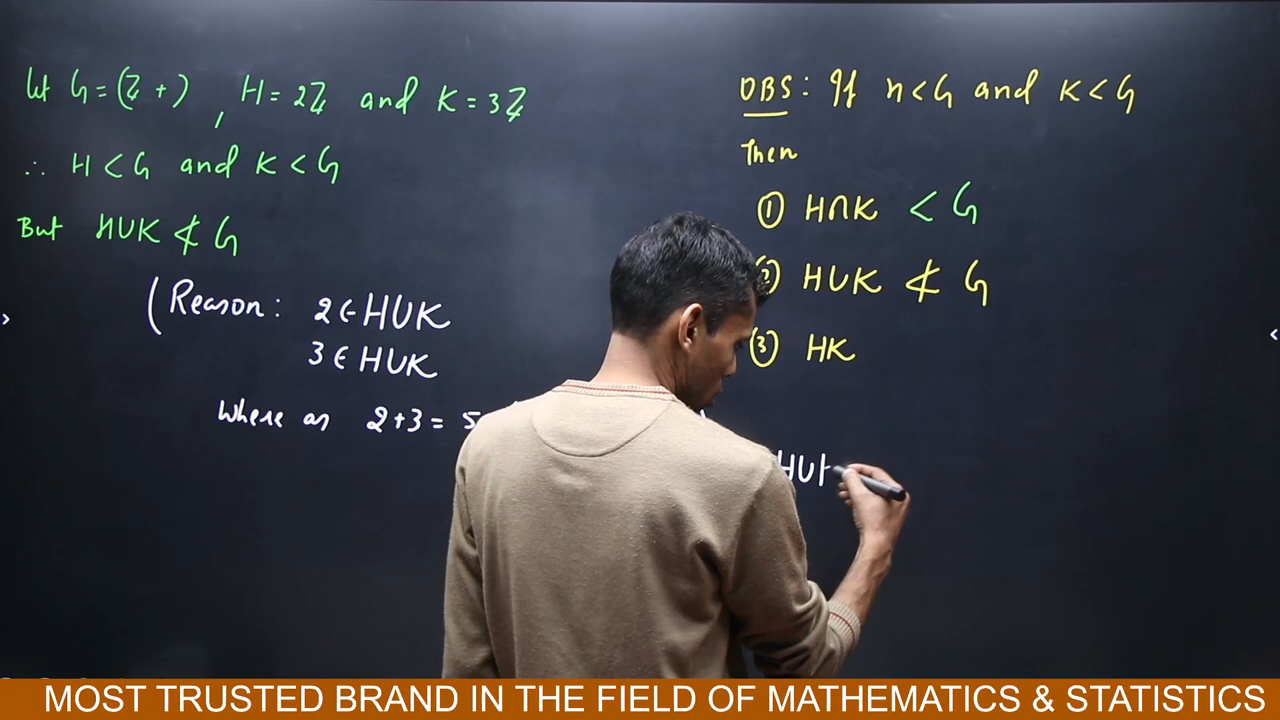 Let G = (ℤ +) , H = 2ℤ and K = 3ℤ
∴ H < G and K < G
But H∪K ≮ G
(Reason: 2 ∈ H∪K
3 ∈ H∪K
Where as 2+3 = 5
OBS: If H < G and K < G
Then
① H∩K < G
② H∪K ≮ G
③ HK
H∪
MOST TRUSTED BRAND IN THE FIELD OF MATHEMATICS & STATISTICS